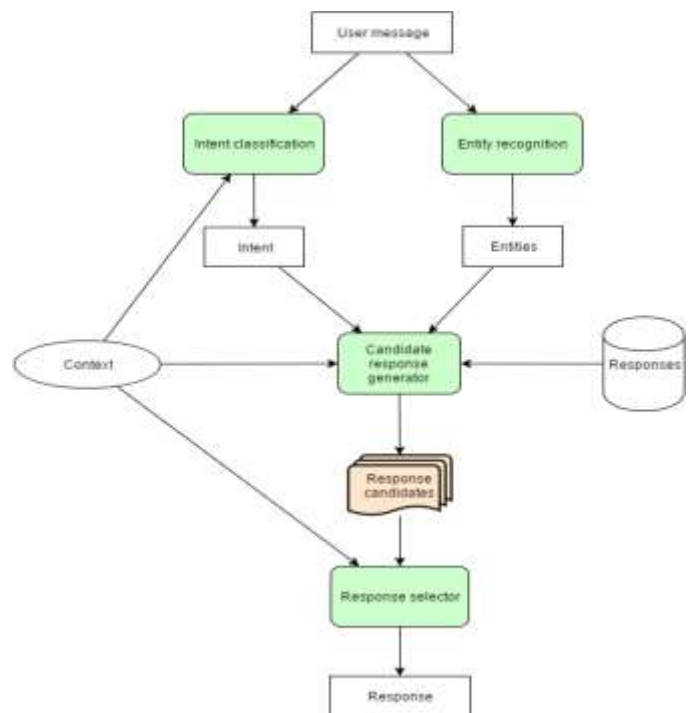 User message
Intent classification
Entity recognition
Intent
Entities
Context
Candidate
response
generator
Responses
Response
candidates
Response selector
Response